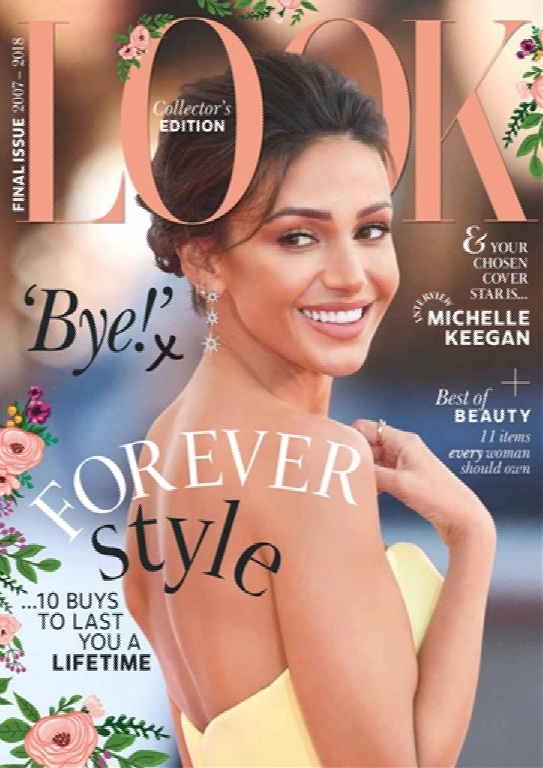 LOOK
FINAL ISSUE 2007 – 2018
Collector's
EDITION
& YOUR
CHOSEN
COVER
STAR IS...
INTERVIEW
MICHELLE
KEEGAN
'Bye!'x
+
Best of
BEAUTY
11 items
every woman
should own
FOREVER
style
...10 BUYS
TO LAST
YOU A
LIFETIME